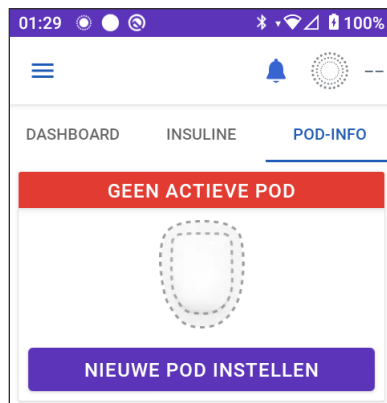 01:29 100%
--
DASHBOARD INSULINE POD-INFO
GEEN ACTIEVE POD
NIEUWE POD INSTELLEN